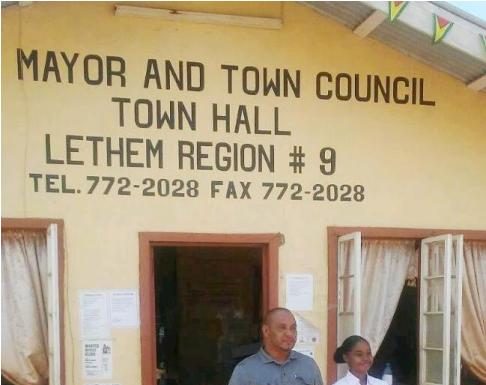 MAYOR AND TOWN COUNCIL
TOWN HALL
LETHEM REGION # 9
TEL. 772-2028 FAX 772-2028